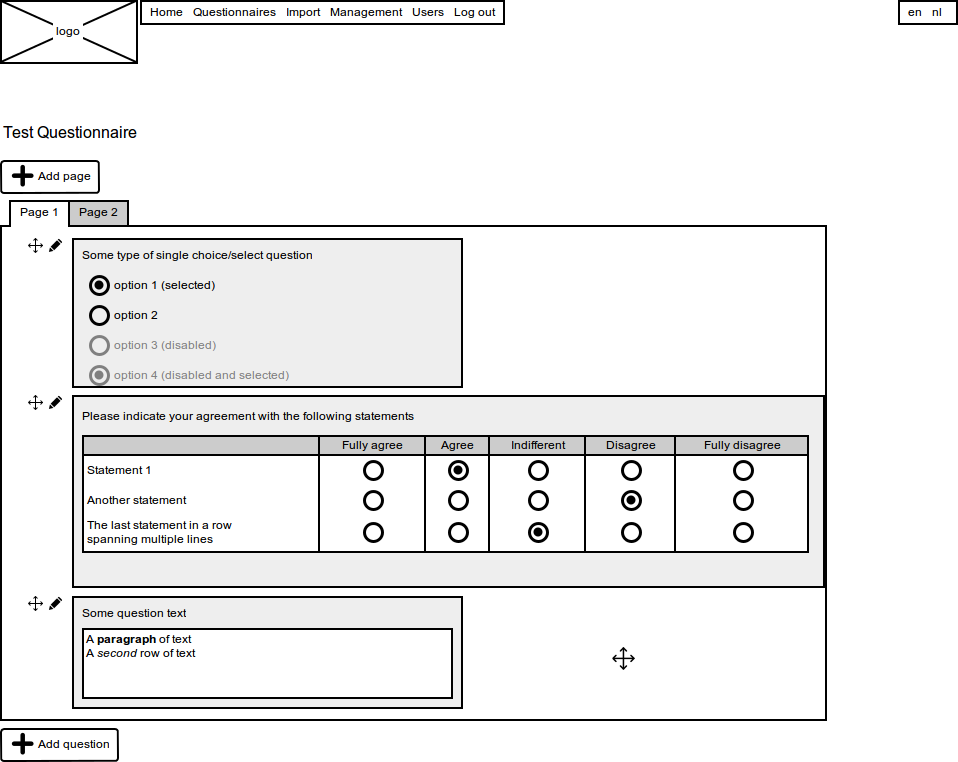 logo
Home Questionnaires Import Management Users Log out
en nl
Test Questionnaire
Add page
Page 1 Page 2
Some type of single choice/select question
option 1 (selected)
option 2
option 3 (disabled)
option 4 (disabled and selected)
Please indicate your agreement with the following statements
Fully agree Agree Indifferent Disagree Fully disagree
Statement 1
Another statement
The last statement in a row
spanning multiple lines
Some question text
A paragraph of text
A second row of text
Add question